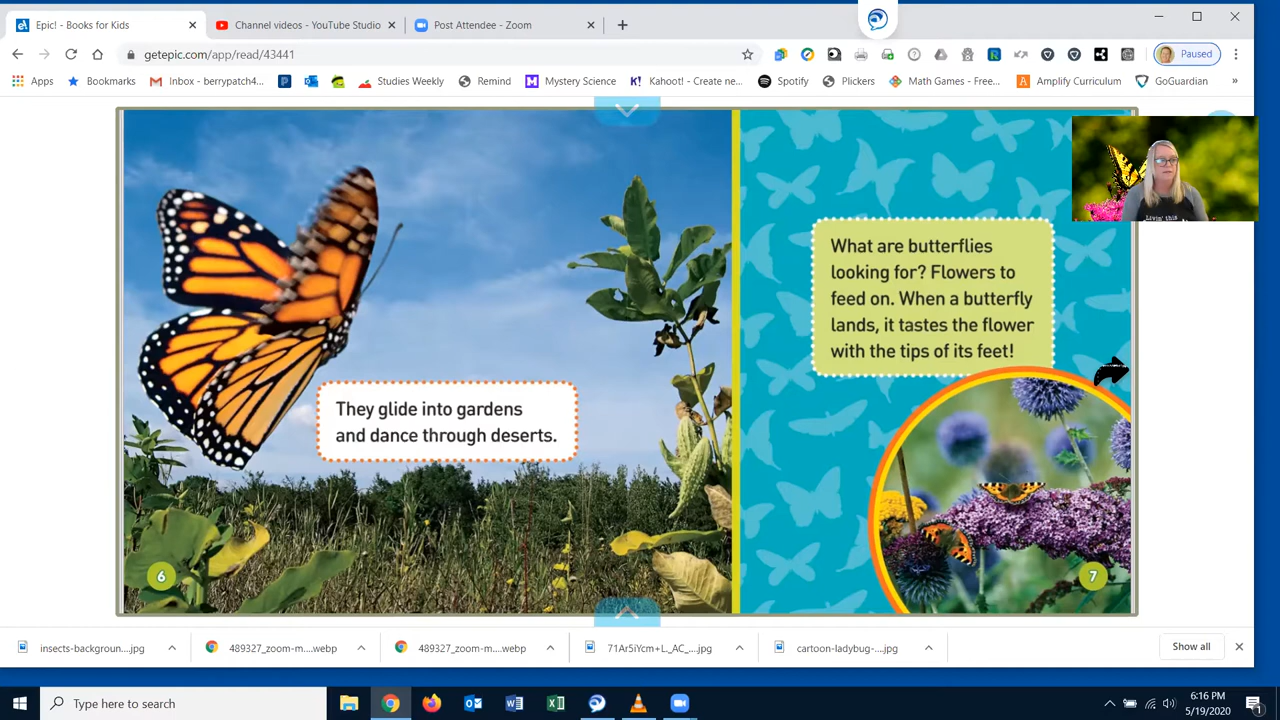 Epic! - Books for Kids
Channel videos - YouTube Studio
Post Attendee - Zoom
getepic.com/app/read/43441
Paused
Apps
Bookmarks
Inbox - berrypatch4...
Studies Weekly
Remind
Mystery Science
Kahoot! - Create ne...
Spotify
Plickers
Math Games - Free...
Amplify Curriculum
GoGuardian
»
They glide into gardens
and dance through deserts.
6
What are butterflies
looking for? Flowers to
feed on. When a butterfly
lands, it tastes the flower
with the tips of its feet!
7
Livin' this
insects-backgroun....jpg
489327_zoom-m....webp
489327_zoom-m....webp
71Ar5iYcm+L._AC_....jpg
cartoon-ladybug-....jpg
Show all
Type here to search
6:16 PM
5/19/2020
1